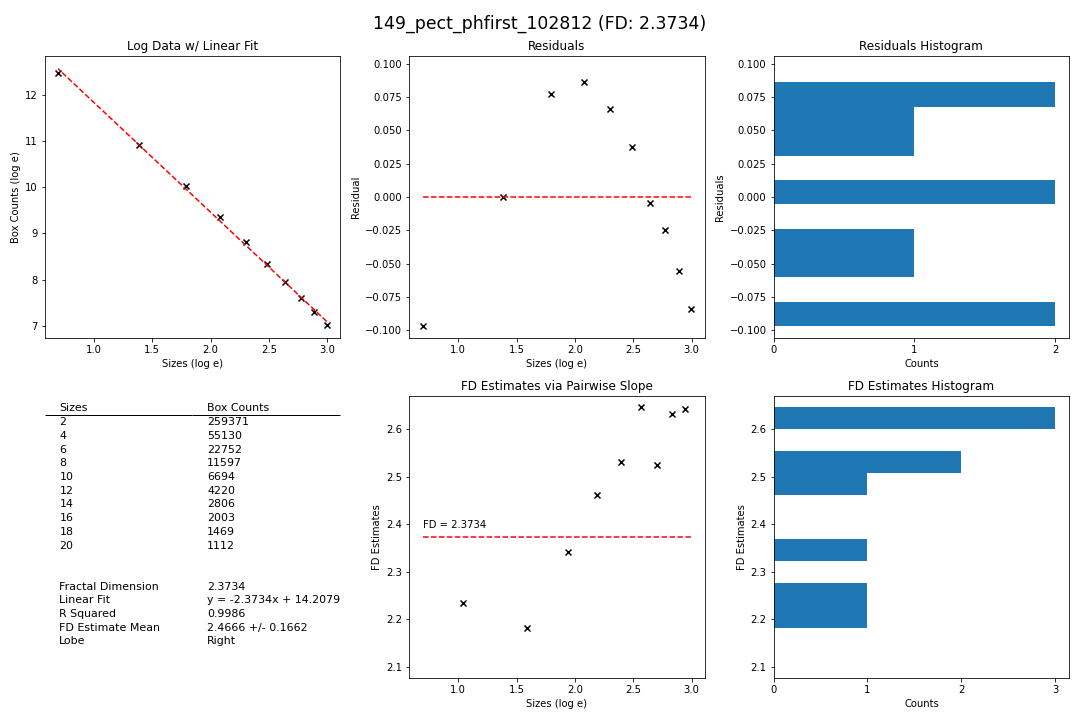 149_pect_phfirst_102812 (FD: 2.3734)
Log Data w/ Linear Fit
Box Counts (log e)
12
11
10
9
8
7
1.0 1.5 2.0 2.5 3.0
Sizes (log e)
Residuals
Residual
0.100
0.075
0.050
0.025
0.000
−0.025
−0.050
−0.075
−0.100
1.0 1.5 2.0 2.5 3.0
Sizes (log e)
Residuals Histogram
Residuals
0.100
0.075
0.050
0.025
0.000
−0.025
−0.050
−0.075
−0.100
0 1 2
Counts
Sizes Box Counts
2 259371
4 55130
6 22752
8 11597
10 6694
12 4220
14 2806
16 2003
18 1469
20 1112
Fractal Dimension 2.3734
Linear Fit y = -2.3734x + 14.2079
R Squared 0.9986
FD Estimate Mean 2.4666 +/- 0.1662
Lobe Right
FD Estimates via Pairwise Slope
FD Estimates
2.6
2.5
2.4
2.3
2.2
2.1
FD = 2.3734
1.0 1.5 2.0 2.5 3.0
Sizes (log e)
FD Estimates Histogram
FD Estimates
2.6
2.5
2.4
2.3
2.2
2.1
0 1 2 3
Counts